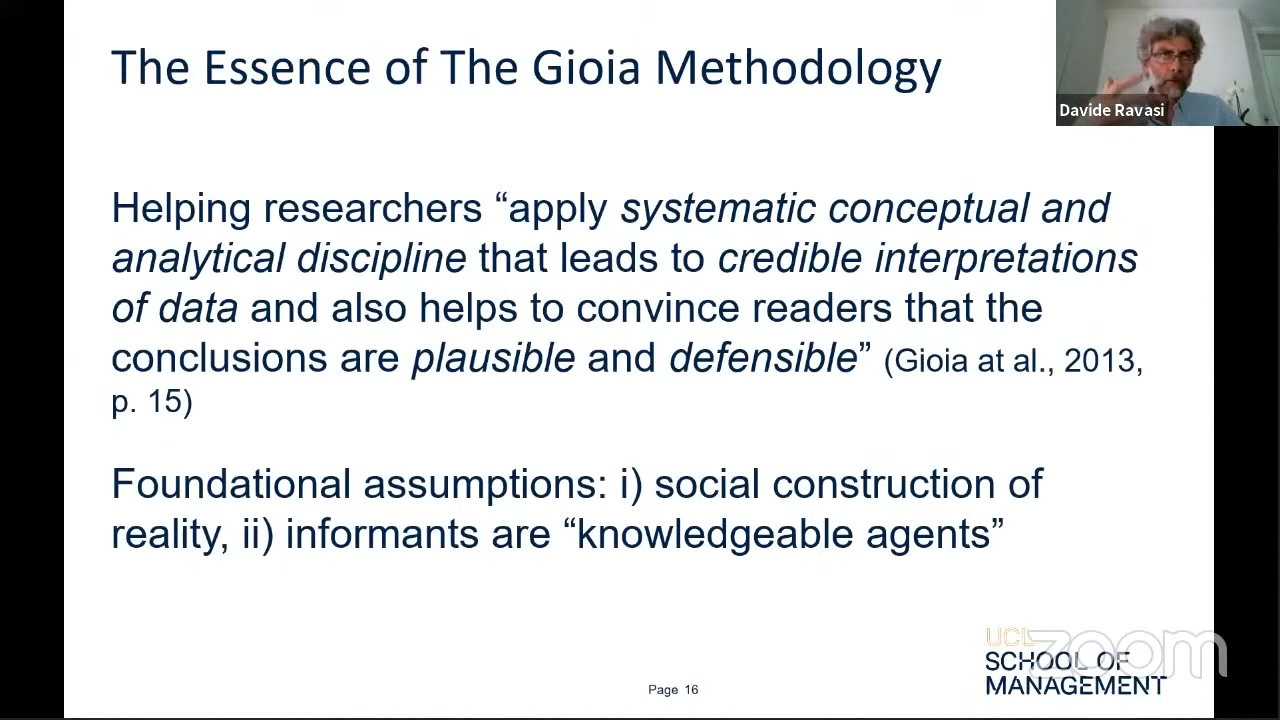 The Essence of The Gioia Methodology
Davide Ravasi
Helping researchers “apply systematic conceptual and
analytical discipline that leads to credible interpretations
of data and also helps to convince readers that the
conclusions are plausible and defensible” (Gioia at al., 2013,
p. 15)
Foundational assumptions: i) social construction of
reality, ii) informants are “knowledgeable agents”
UCL
zoom
SCHOOL OF
MANAGEMENT
Page 16